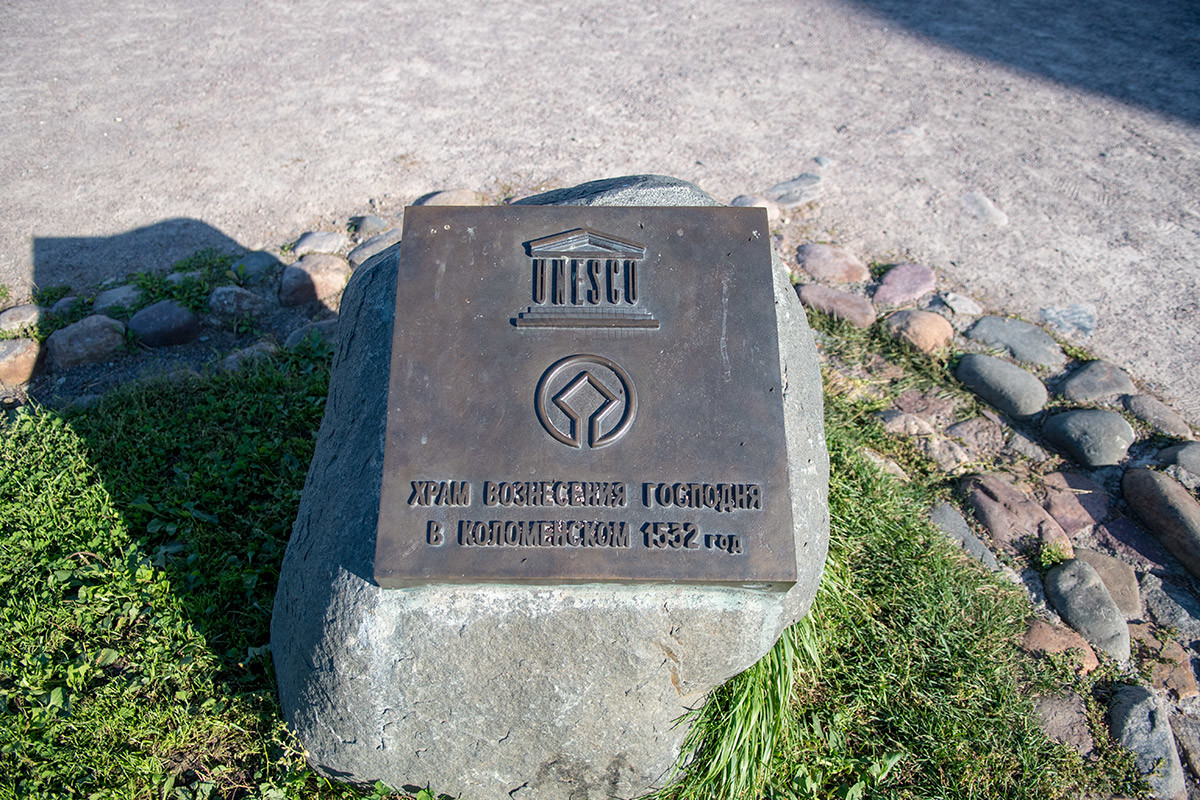 UNESCO
ХРАМ ВОЗНЕСЕНИЯ ГОСПОДНЯ
В КОЛОМЕНСКОМ 1532 год